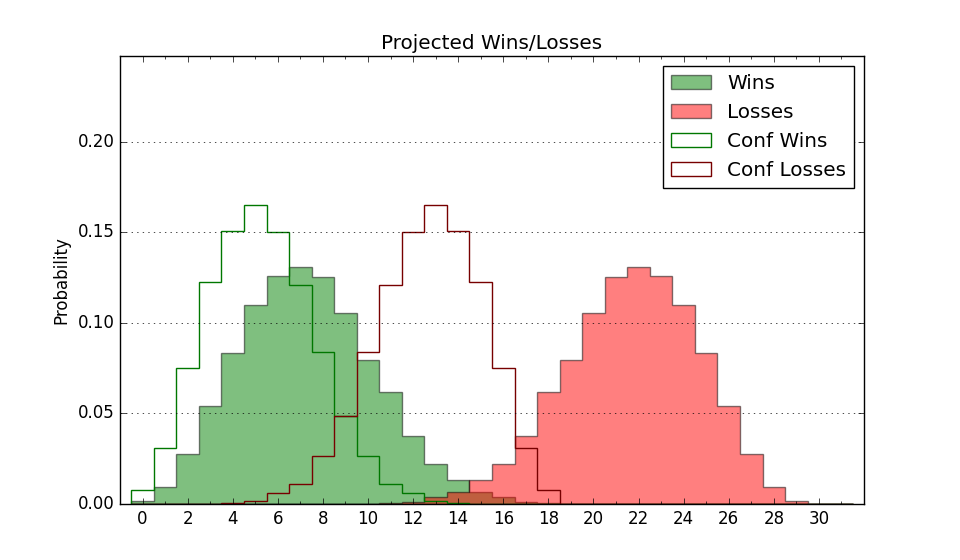 Projected Wins/Losses
Wins
Losses
Conf Wins
Conf Losses
Probability
0.20
0.15
0.10
0.05
0.00
0 2 4 6 8 10 12 14 16 18 20 22 24 26 28 30